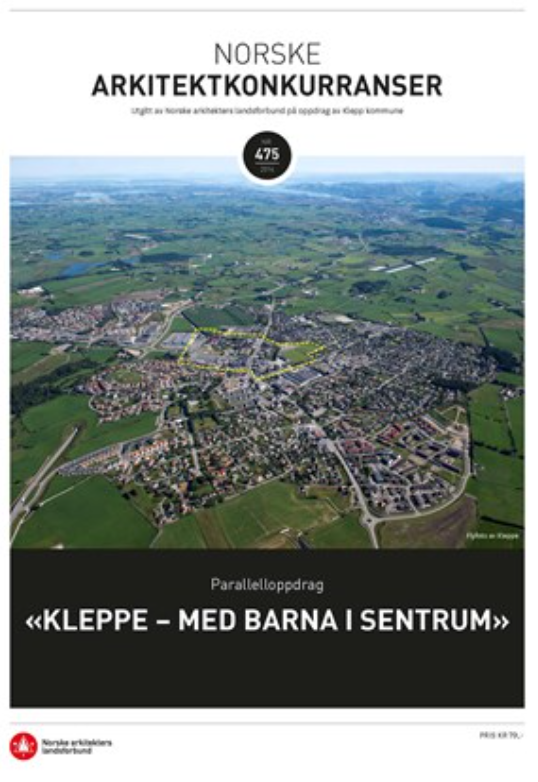 NORSKE
ARKITEKTKONKURRANSER
Utgitt av Norske arkitekters landsforbund på oppdrag av Klepp kommune
NR
475
2014
Flyfoto av Kleppe
Parallelloppdrag
«KLEPPE – MED BARNA I SENTRUM»
Norske arkitekters
landsforbund
PRIS KR 79,-